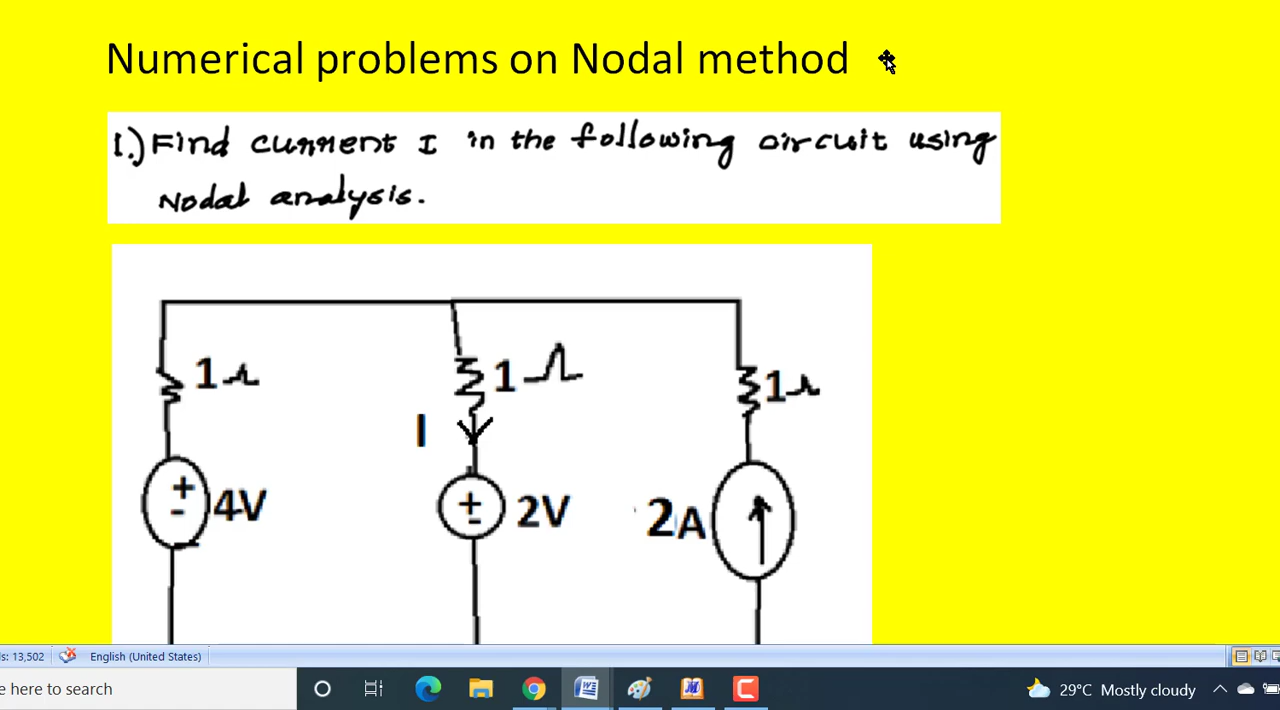 Numerical problems on Nodal method
1.) Find current I in the following circuit using
Nodal analysis.
1Ω
1Ω
1Ω
I
+
-
4V
+
-
2V
2A
s: 13,502
English (United States)
e here to search
29°C Mostly cloudy